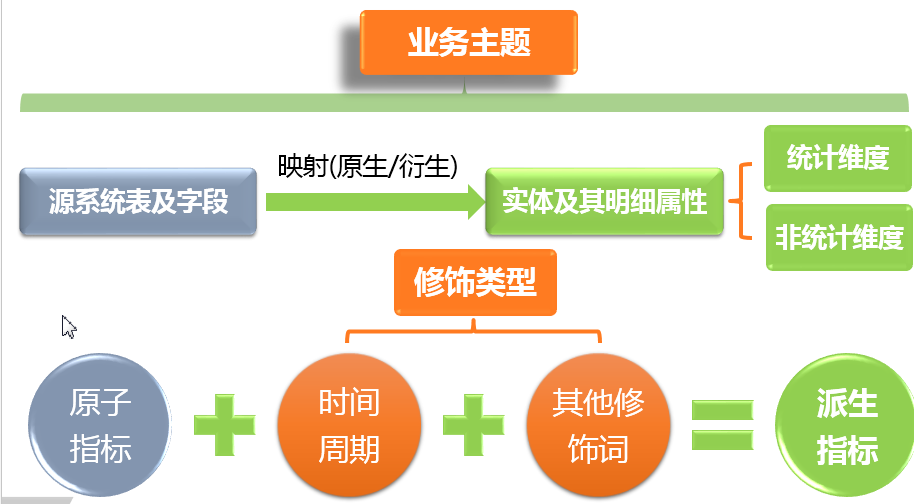 业务主题
映射(原生/衍生)
源系统表及字段
实体及其明细属性
统计维度
非统计维度
修饰类型
原子
指标
时间
周期
其他修
饰词
派生
指标